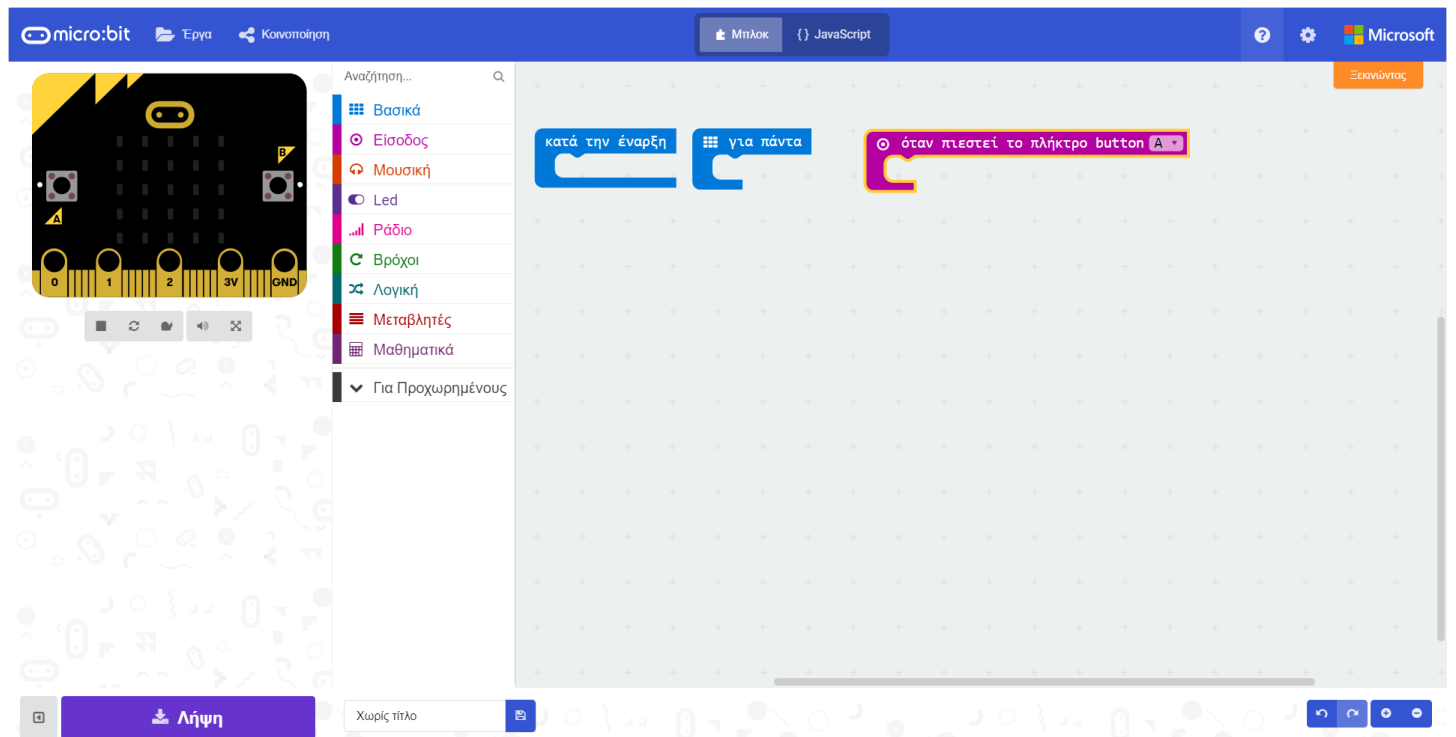 micro:bit Έργα Κοινοποίηση Μπλοκ {} JavaScript ? Microsoft
Αναζήτηση... Ξεκινώντας
Βασικά
Είσοδος
Μουσική
Led
Ράδιο
Βρόχοι
Λογική
Μεταβλητές
Μαθηματικά
Για Προχωρημένους
B
A
0 1 2 3V GND
κατά την έναρξη
για πάντα
όταν πιεστεί το πλήκτρο button A
Λήψη
Χωρίς τίτλο